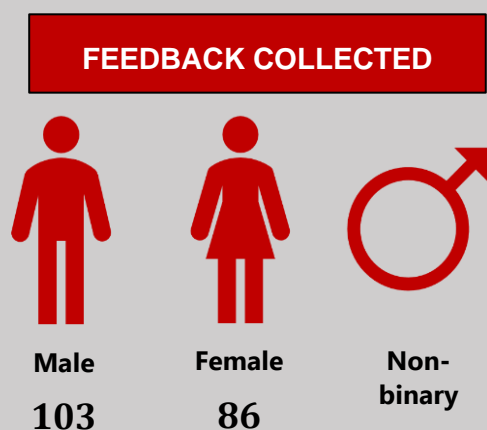 FEEDBACK COLLECTED
Male
Female
Non-
binary
103
86